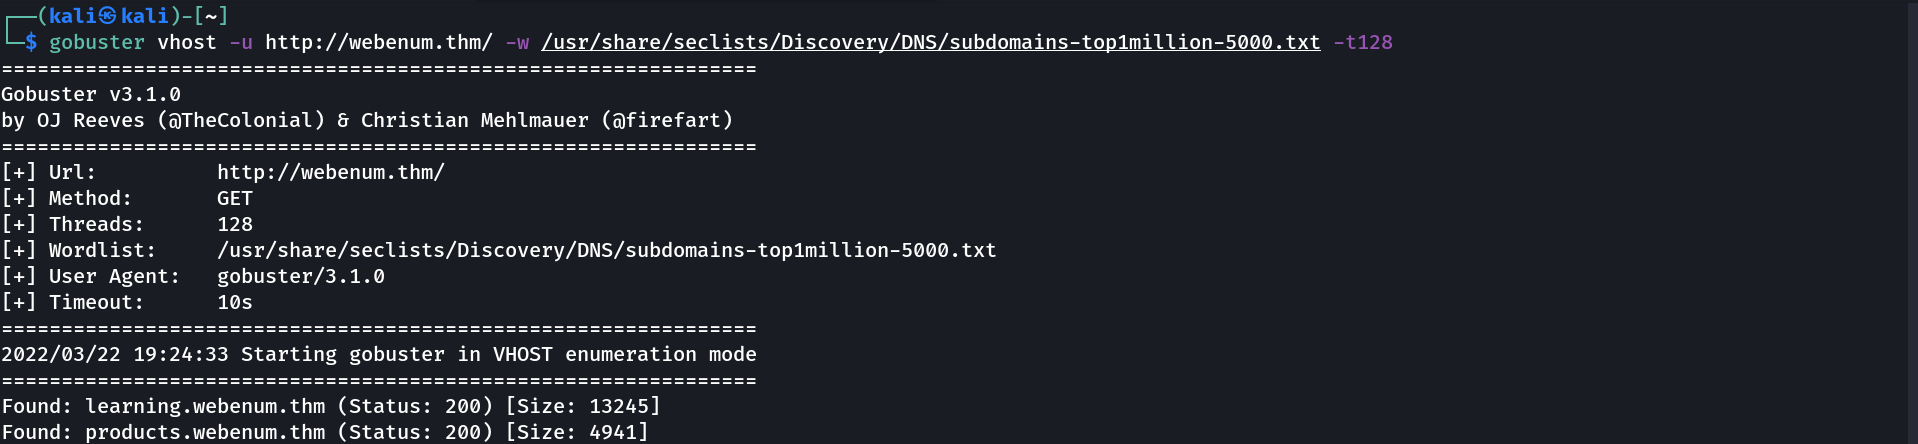 ┌──(kali㉿kali)-[~]
└─$ gobuster vhost -u http://webenum.thm/ -w /usr/share/seclists/Discovery/DNS/subdomains-top1million-5000.txt -t128
===============================================================
Gobuster v3.1.0
by OJ Reeves (@TheColonial) & Christian Mehlmauer (@firefart)
===============================================================
[+] Url:          http://webenum.thm/
[+] Method:       GET
[+] Threads:      128
[+] Wordlist:     /usr/share/seclists/Discovery/DNS/subdomains-top1million-5000.txt
[+] User Agent:   gobuster/3.1.0
[+] Timeout:      10s
===============================================================
2022/03/22 19:24:33 Starting gobuster in VHOST enumeration mode
===============================================================
Found: learning.webenum.thm (Status: 200) [Size: 13245]
Found: products.webenum.thm (Status: 200) [Size: 4941]